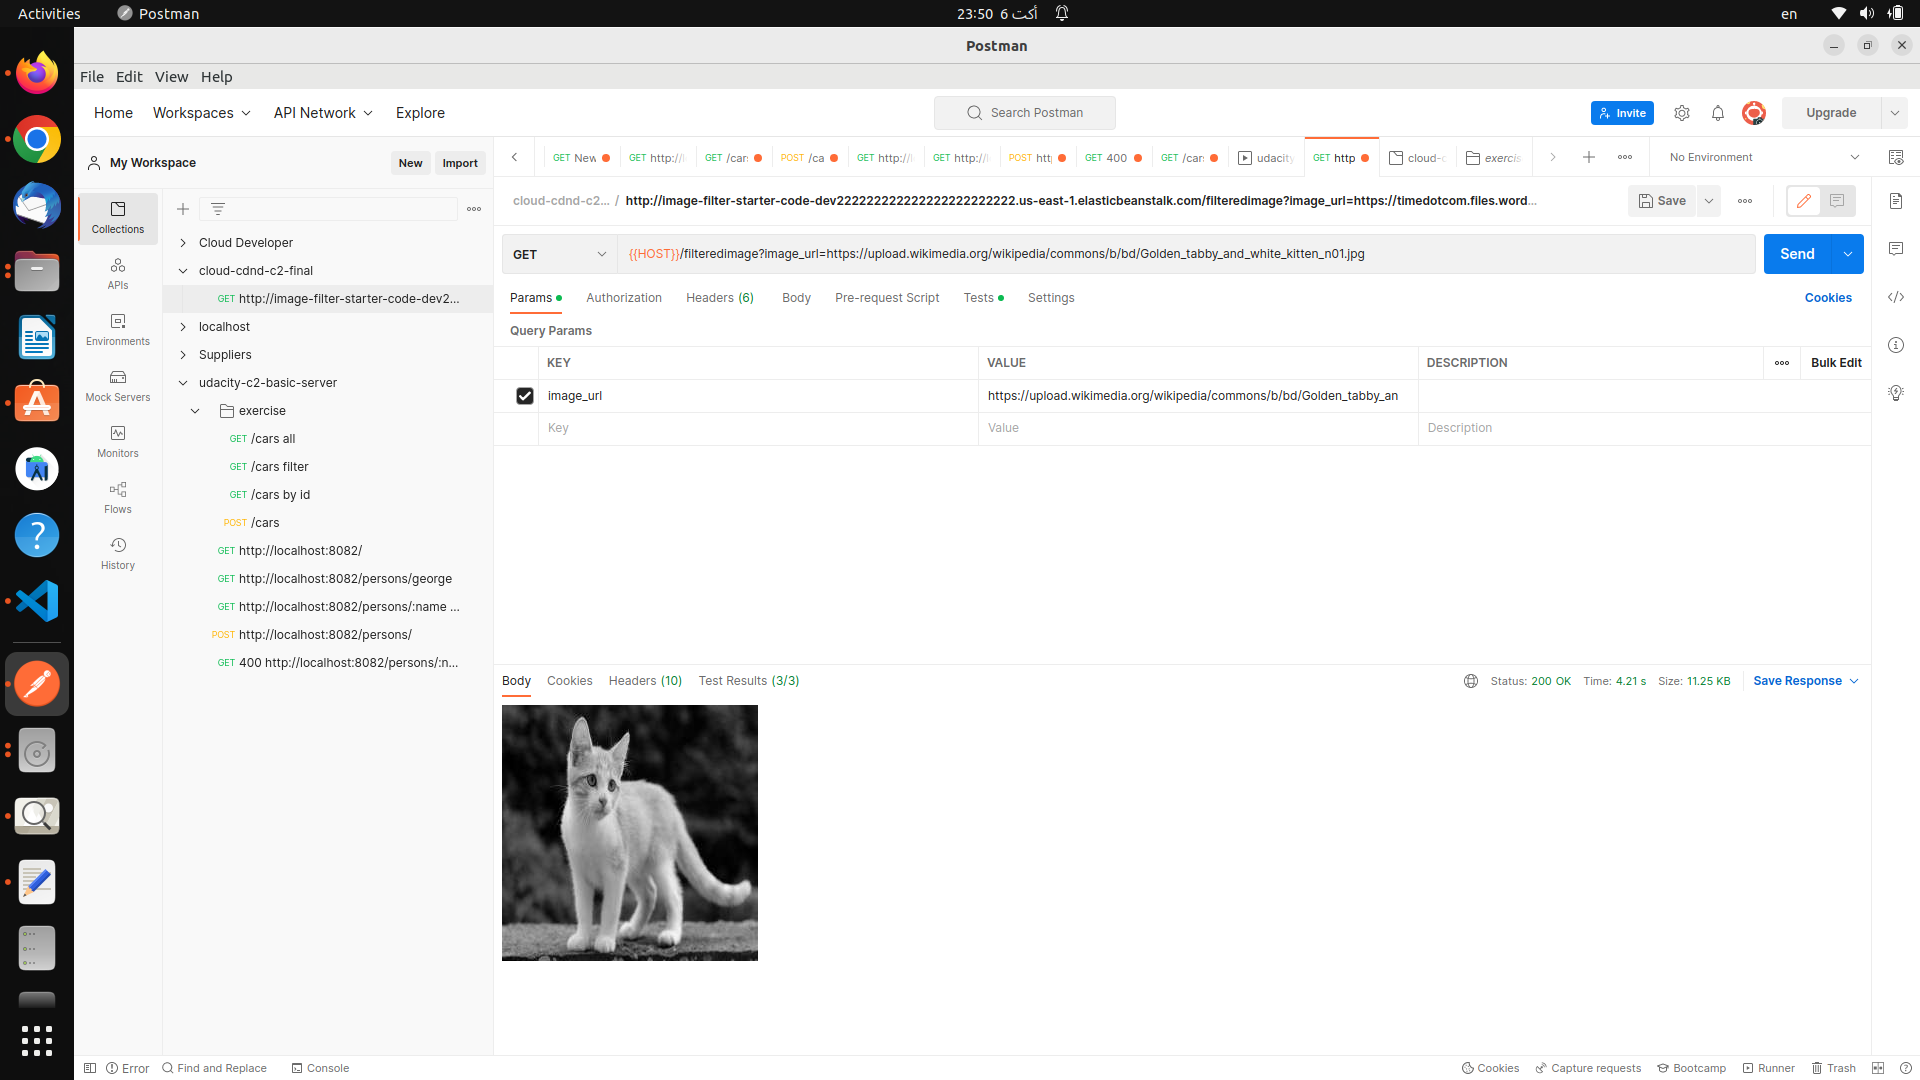 Activities
Postman
23:50 6 أكت
en
Postman
File Edit View Help
Home Workspaces API Network Explore
Search Postman
Invite
Upgrade
My Workspace
New Import
GET New
GET http://
GET /car
POST /ca
GET http://
GET http://
POST htt
GET 400
GET /cars
udacity
GET http
cloud-c
exercis
No Environment
cloud-cdnd-c2... / http://image-filter-starter-code-dev222222222222222222222222.us-east-1.elasticbeanstalk.com/filteredimage?image_url=https://timedotcom.files.word...
Save
GET
{{HOST}}/filteredimage?image_url=https://upload.wikimedia.org/wikipedia/commons/b/bd/Golden_tabby_and_white_kitten_n01.jpg
Send
Params Authorization Headers (6) Body Pre-request Script Tests Settings
Cookies
Query Params
KEY VALUE DESCRIPTION Bulk Edit
image_url https://upload.wikimedia.org/wikipedia/commons/b/bd/Golden_tabby_an
Key Value Description
Collections
APIs
Environments
Mock Servers
Monitors
Flows
History
Cloud Developer
cloud-cdnd-c2-final
GET http://image-filter-starter-code-dev2...
localhost
Suppliers
udacity-c2-basic-server
exercise
GET /cars all
GET /cars filter
GET /cars by id
POST /cars
GET http://localhost:8082/
GET http://localhost:8082/persons/george
GET http://localhost:8082/persons/:name ...
POST http://localhost:8082/persons/
GET 400 http://localhost:8082/persons/:n...
Body Cookies Headers (10) Test Results (3/3)
Status: 200 OK Time: 4.21 s Size: 11.25 KB
Save Response
Error Find and Replace Console
Cookies Capture requests Bootcamp Runner Trash